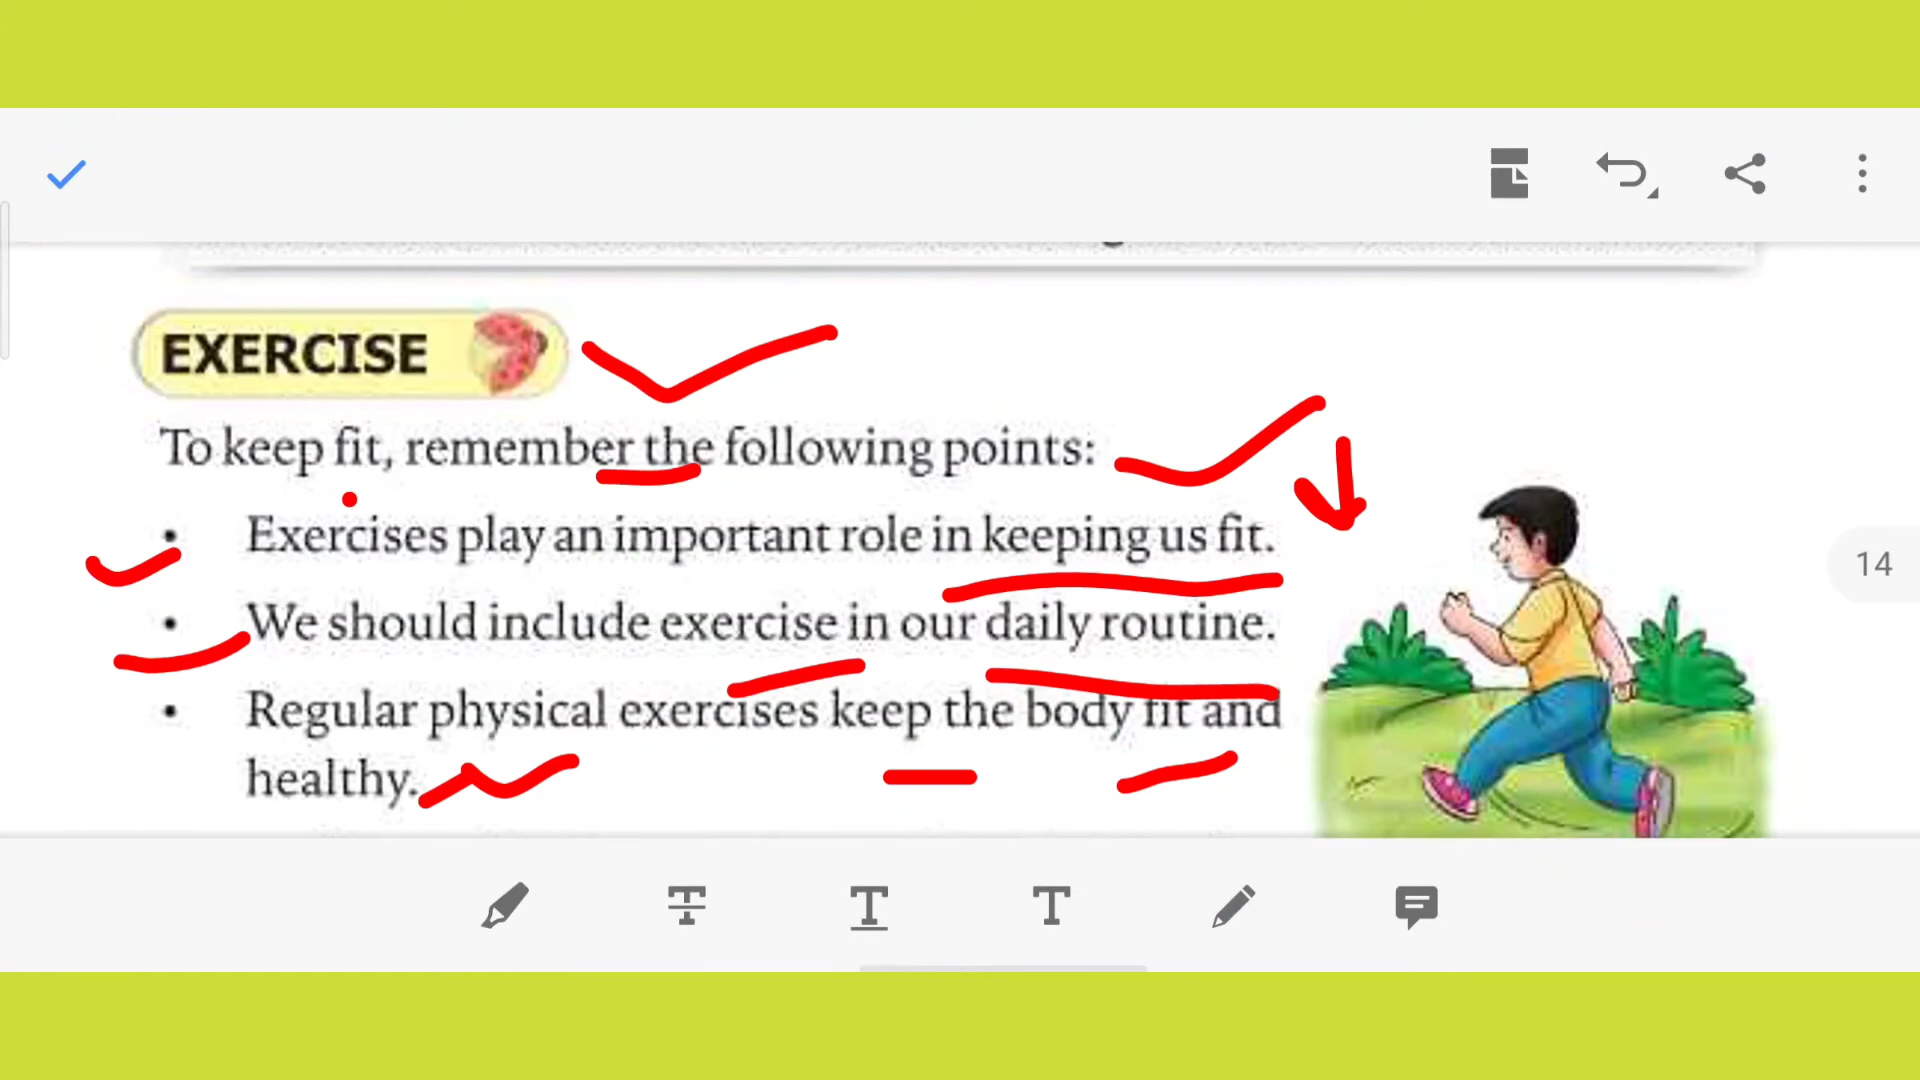 EXERCISE
To keep fit, remember the following points:
• Exercises play an important role in keeping us fit.
• We should include exercise in our daily routine.
• Regular physical exercises keep the body fit and
healthy.
14